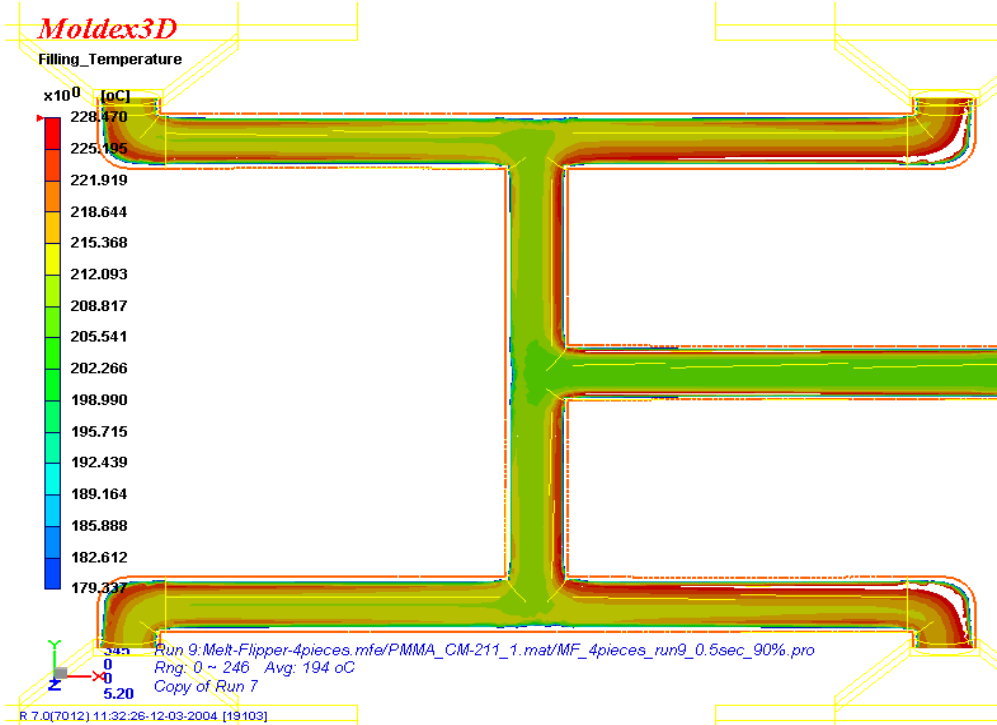 Moldex3D
Filling_Temperature
x10⁰ [oC]
228.470
225.195
221.919
218.644
215.368
212.093
208.817
205.541
202.266
198.990
195.715
192.439
189.164
185.888
182.612
179.337
Y
X
Z
345
0
0
5.20
Run 9:Melt-Flipper-4pieces.mfe/PMMA_CM-211_1.mat/MF_4pieces_run9_0.5sec_90%.pro
Rng: 0 ~ 246 Avg: 194 oC
Copy of Run 7
R 7.0(7012) 11:32:26-12-03-2004 [19103]